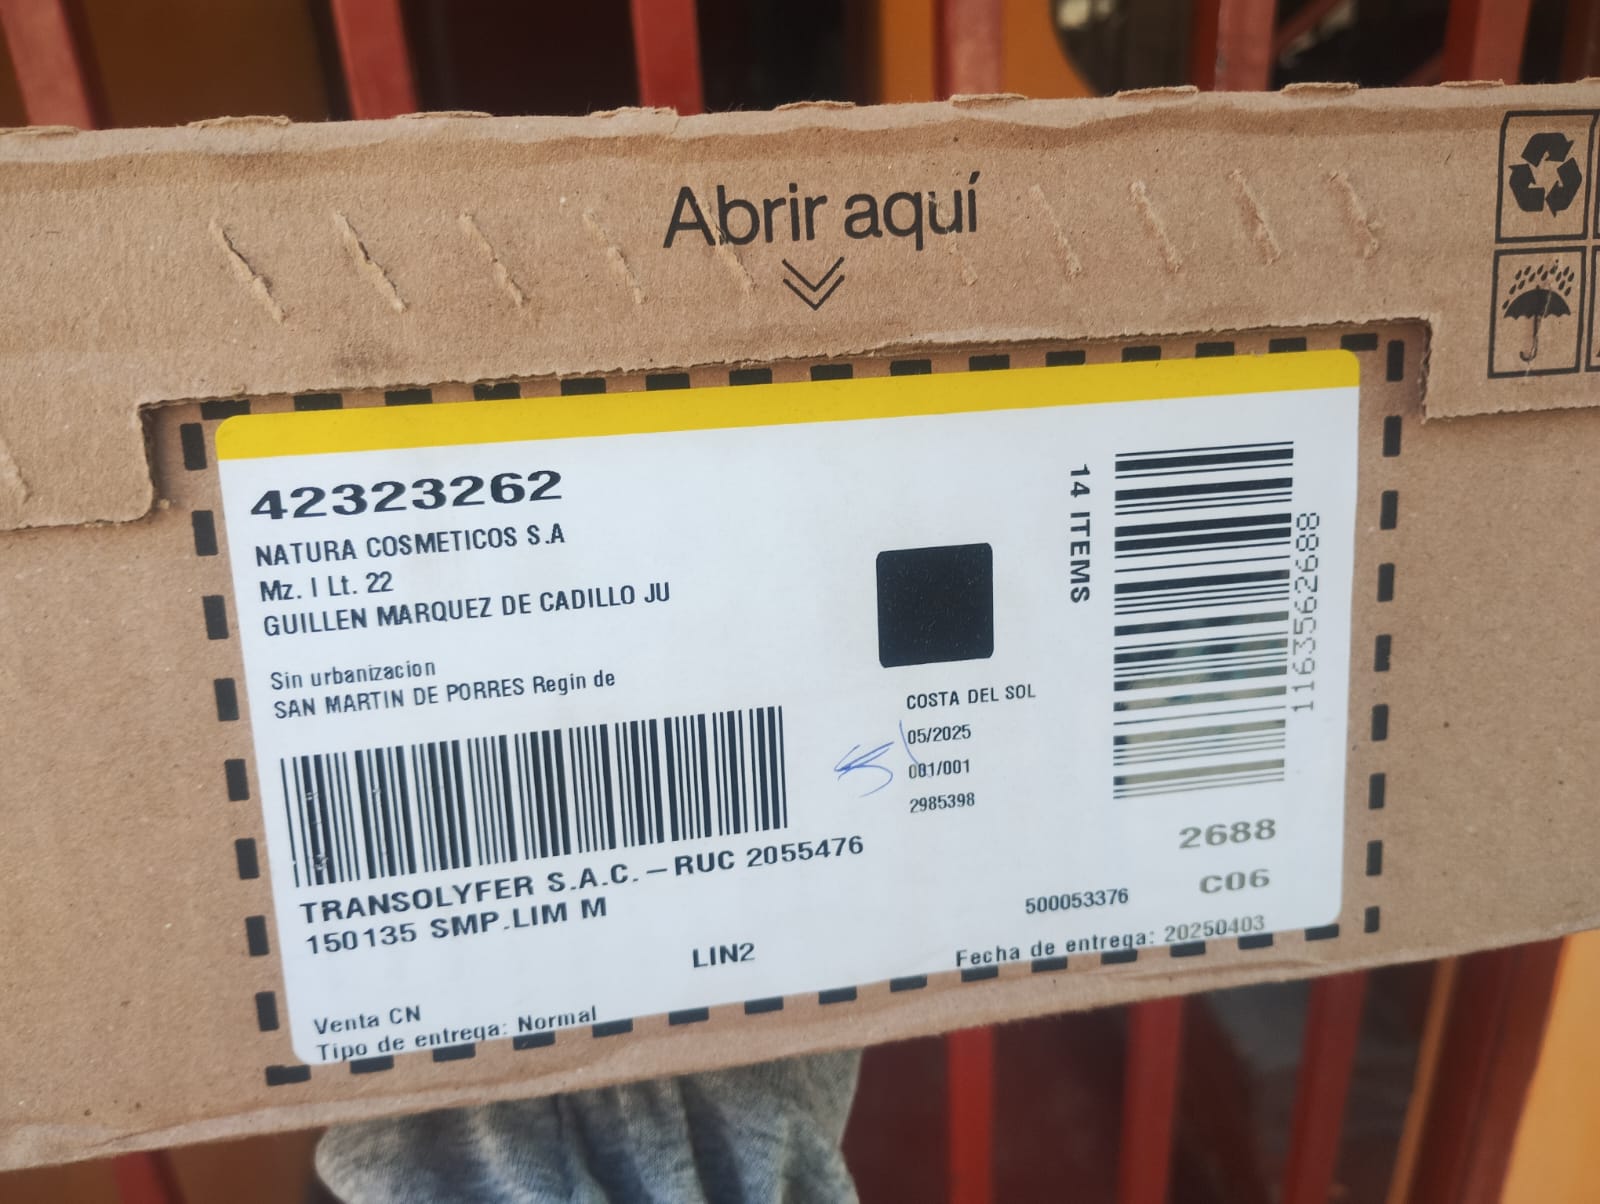 Abrir aquí
42323262
NATURA COSMETICOS S.A
Mz. I Lt. 22
GUILLEN MARQUEZ DE CADILLO JU
Sin urbanizacion
SAN MARTIN DE PORRES Regin de
14 ITEMS
1163562688
COSTA DEL SOL
05/2025
001/001
2985398
TRANSOLYFER S.A.C. – RUC 2055476
150135 SMP.LIM M
2688
C06
500053376
LIN2
Fecha de entrega: 20250403
Venta CN
Tipo de entrega: Normal